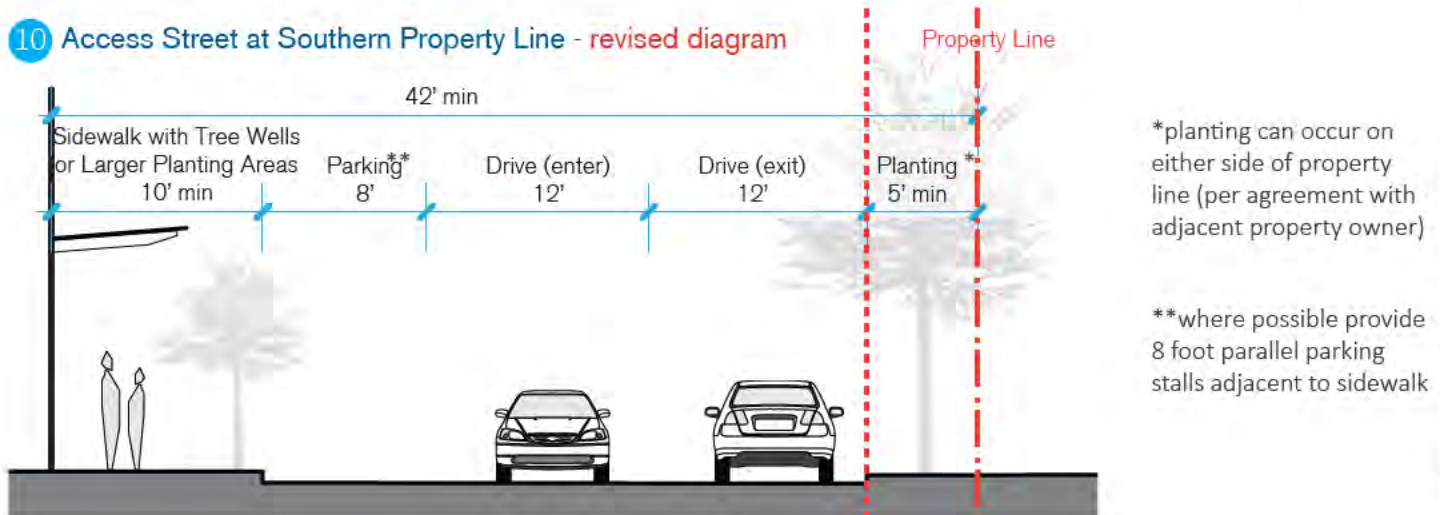 10 Access Street at Southern Property Line - revised diagram
Property Line
42' min
Sidewalk with Tree Wells
or Larger Planting Areas
10' min
Parking**
8'
Drive (enter)
12'
Drive (exit)
12'
Planting *
5' min
*planting can occur on
either side of property
line (per agreement with
adjacent property owner)
**where possible provide
8 foot parallel parking
stalls adjacent to sidewalk